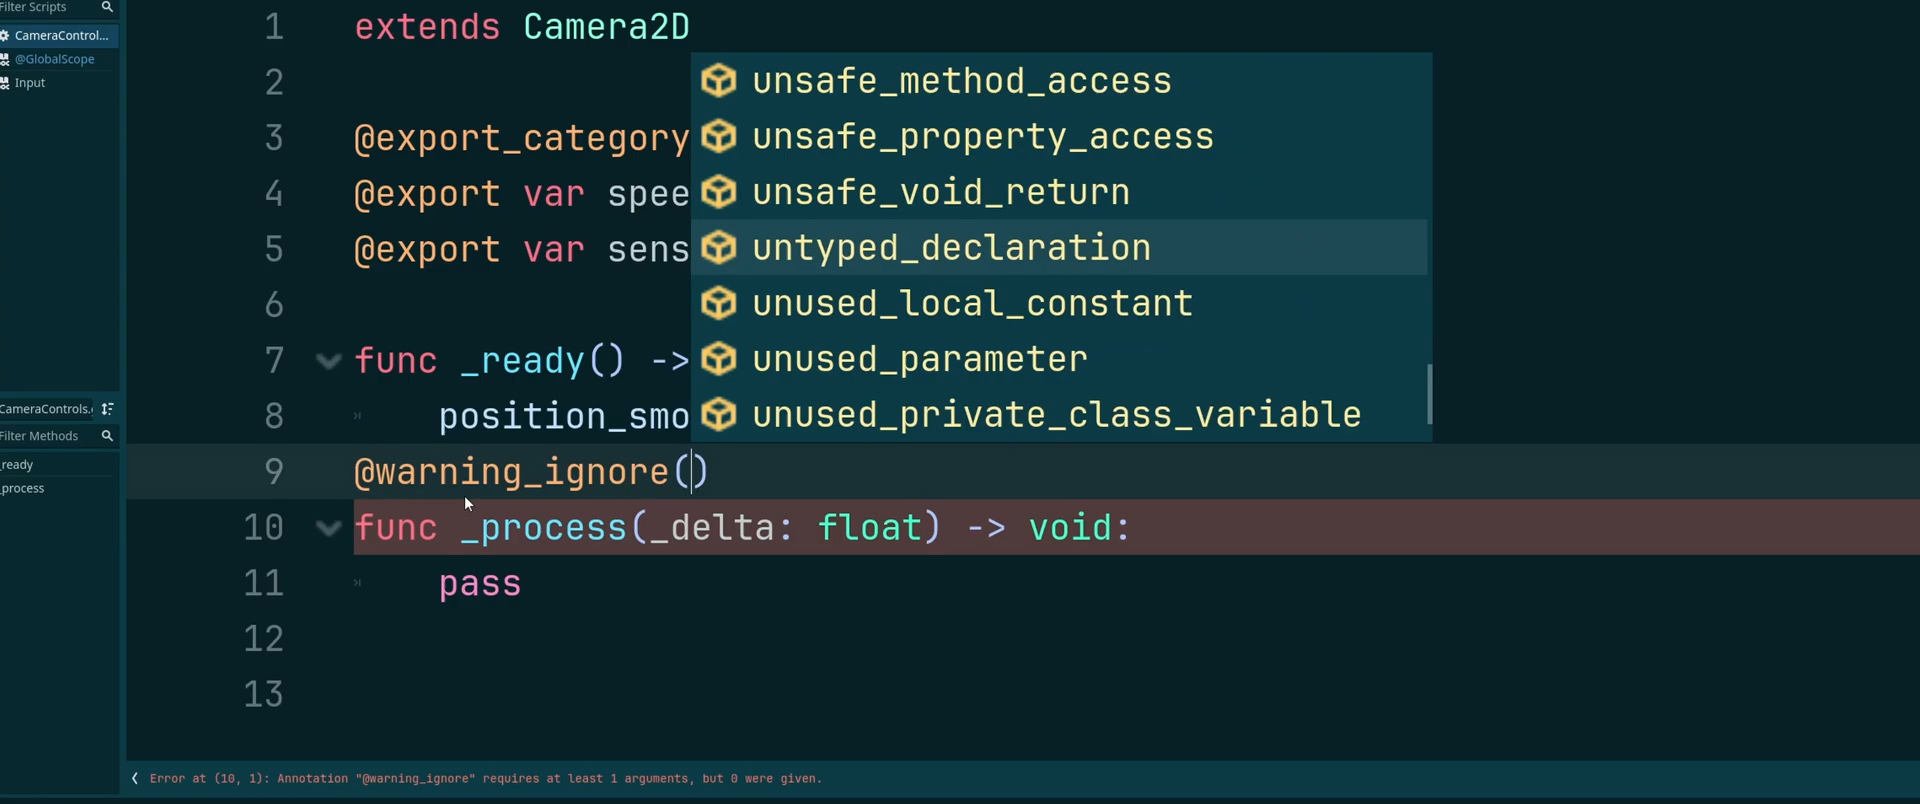 Filter Scripts
CameraControl...
@GlobalScope
Input
CameraControls.
Filter Methods
_ready
_process
1 extends Camera2D
2
3 @export_category
4 @export var spee
5 @export var sens
6
7 func _ready() ->
8 position_smo
9 @warning_ignore()
10 func _process(_delta: float) -> void:
11 pass
12
13
unsafe_method_access
unsafe_property_access
unsafe_void_return
untyped_declaration
unused_local_constant
unused_parameter
unused_private_class_variable
Error at (10, 1): Annotation "@warning_ignore" requires at least 1 arguments, but 0 were given.